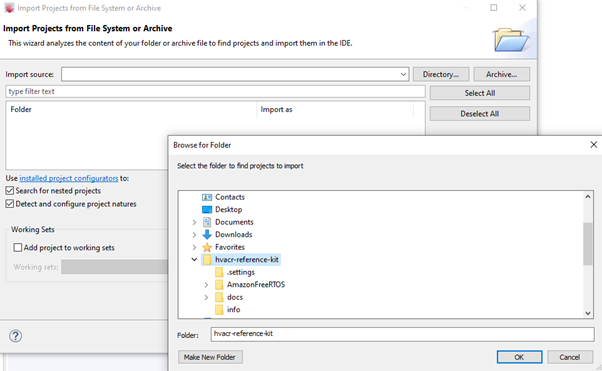 Import Projects from File System or Archive
Import Projects from File System or Archive
This wizard analyzes the content of your folder or archive file to find projects and import them in the IDE.
Import source:
Directory...
Archive...
type filter text
Select All
Folder
Import as
Deselect All
Use installed project configurators to:
Search for nested projects
Detect and configure project natures
Working Sets
Add project to working sets
Working sets:
?
Browse for Folder
Select the folder to find projects to import
Contacts
Desktop
Documents
Downloads
Favorites
hvacr-reference-kit
.settings
AmazonFreeRTOS
docs
info
Folder:
hvacr-reference-kit
Make New Folder
OK
Cancel